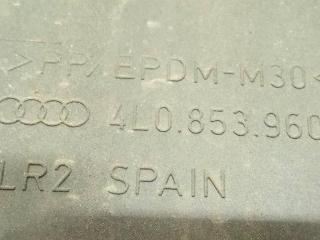 >PP/EPDM-M30<
4L0.853.960
LR2 SPAIN